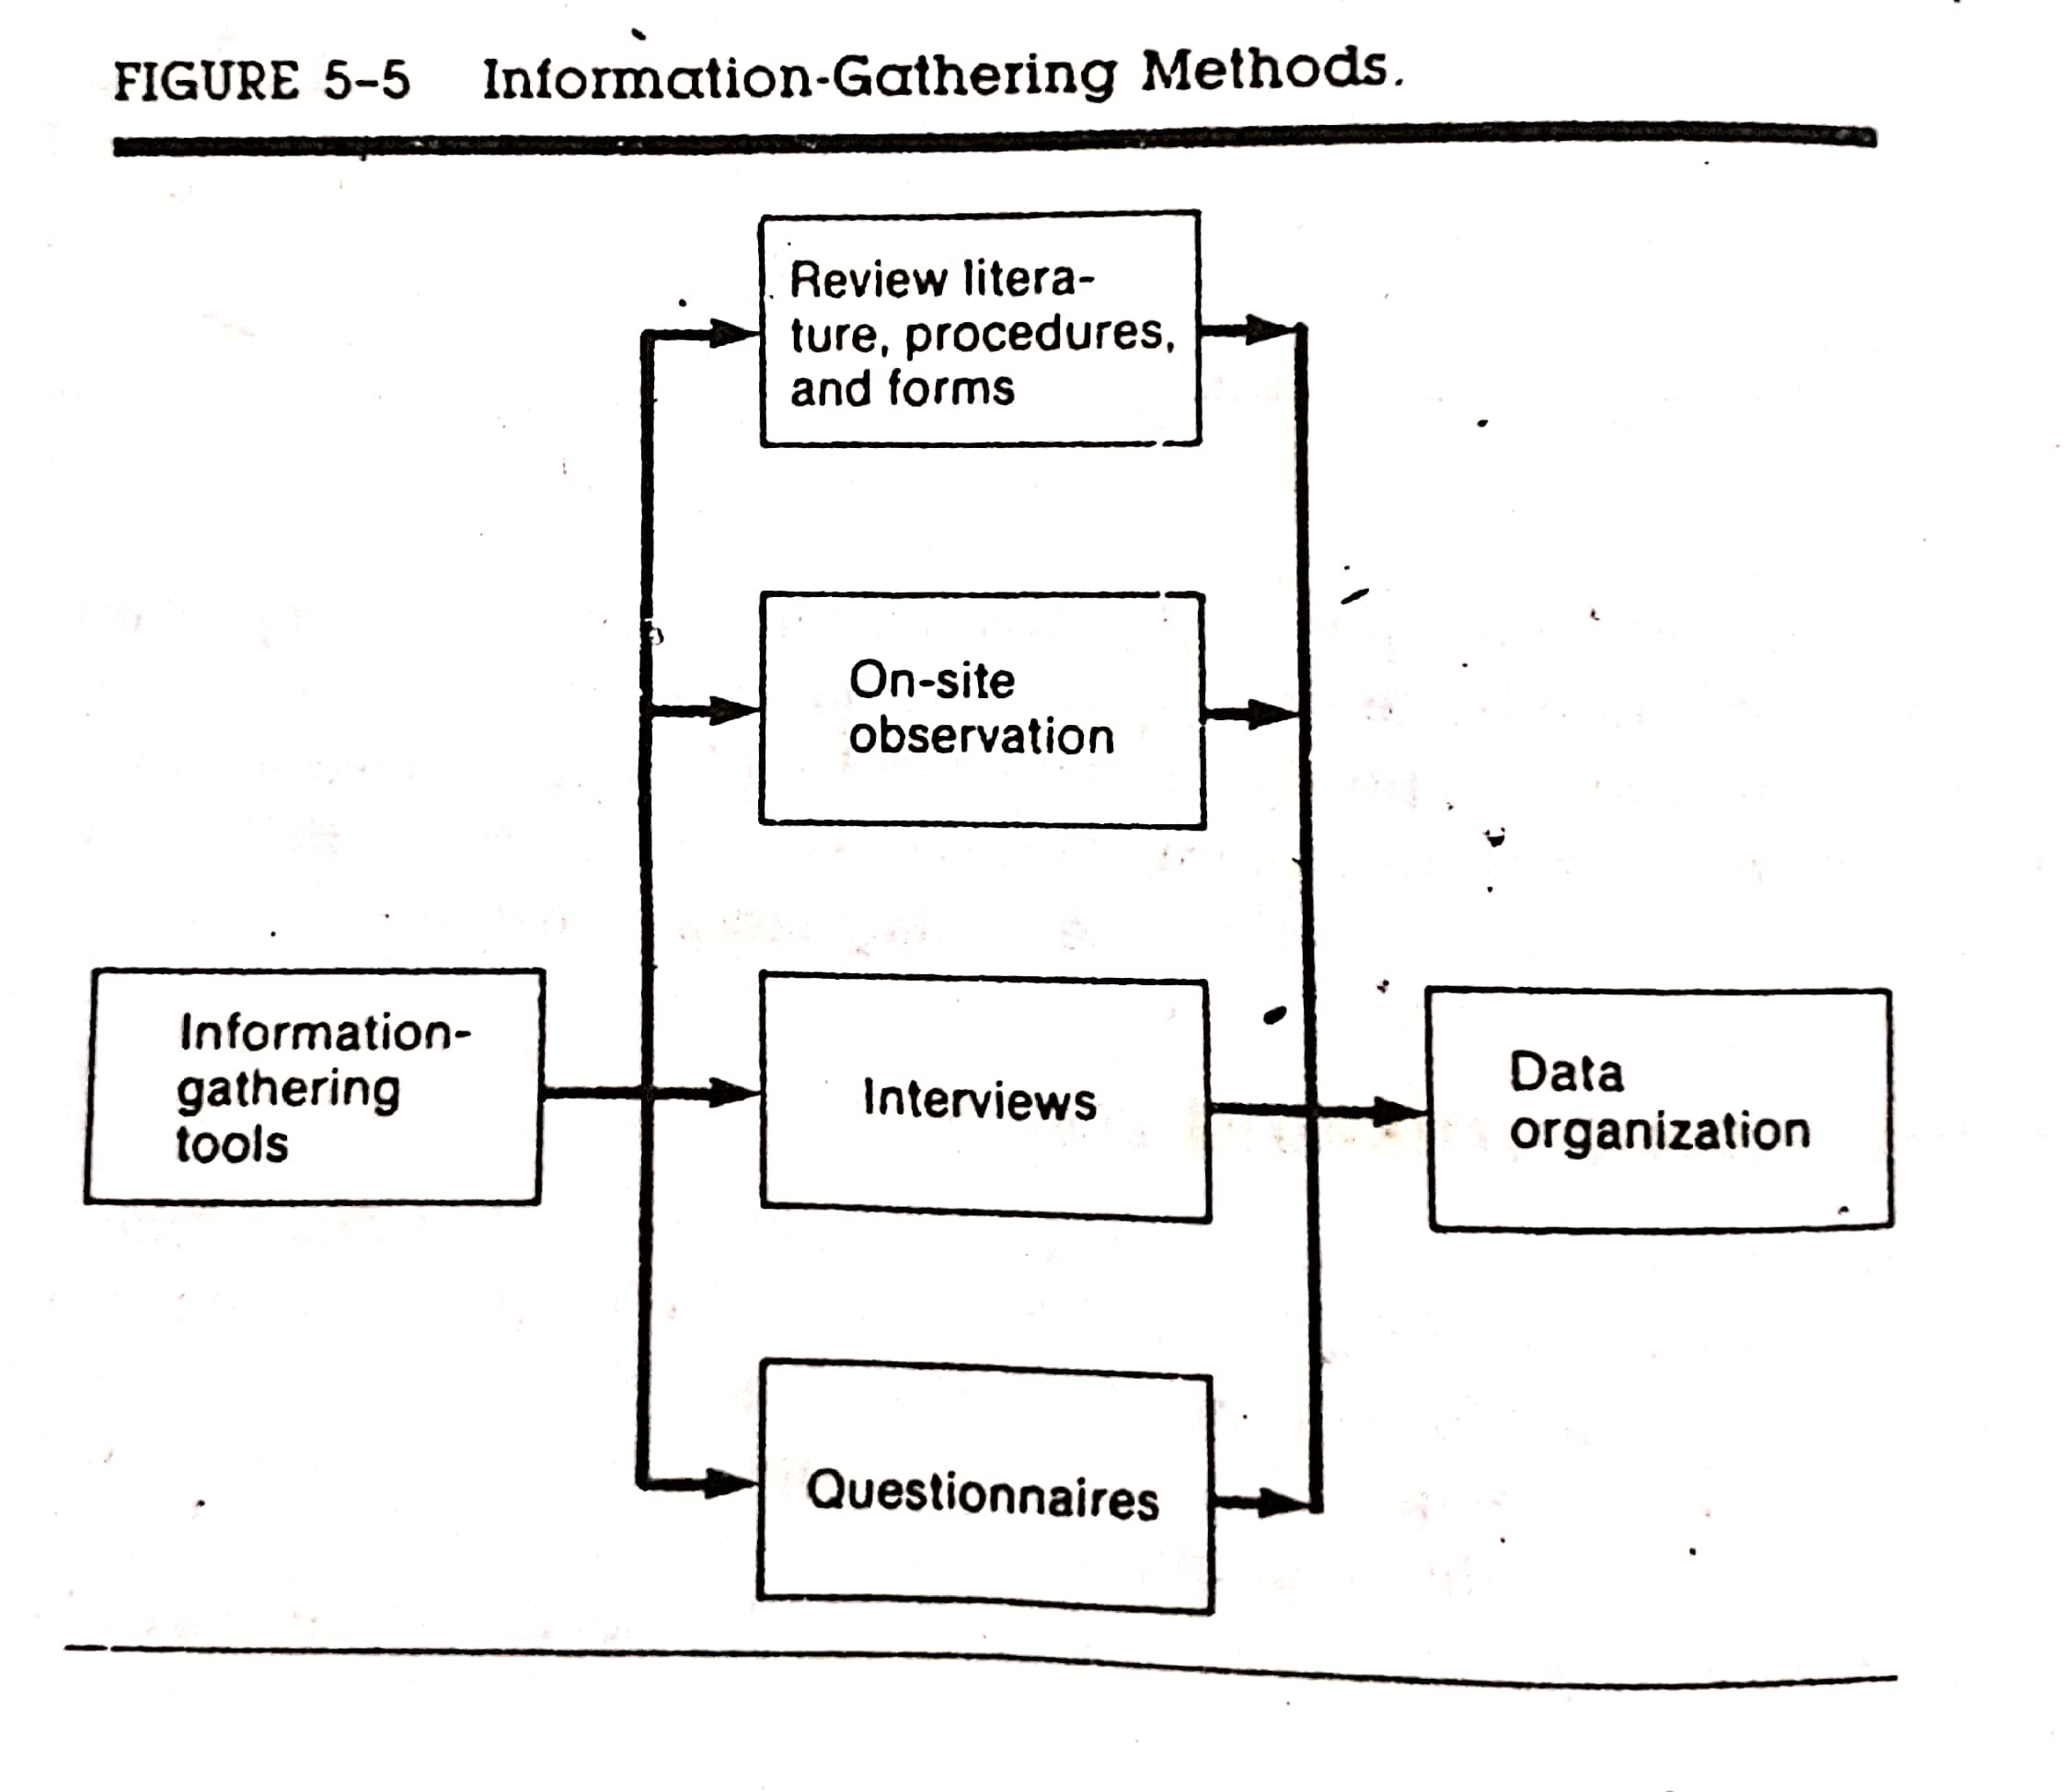 FIGURE 5-5 Information-Gathering Methods.
Review litera-
ture, procedures,
and forms
On-site
observation
Information-
gathering
tools
Interviews
Data
organization
Questionnaires